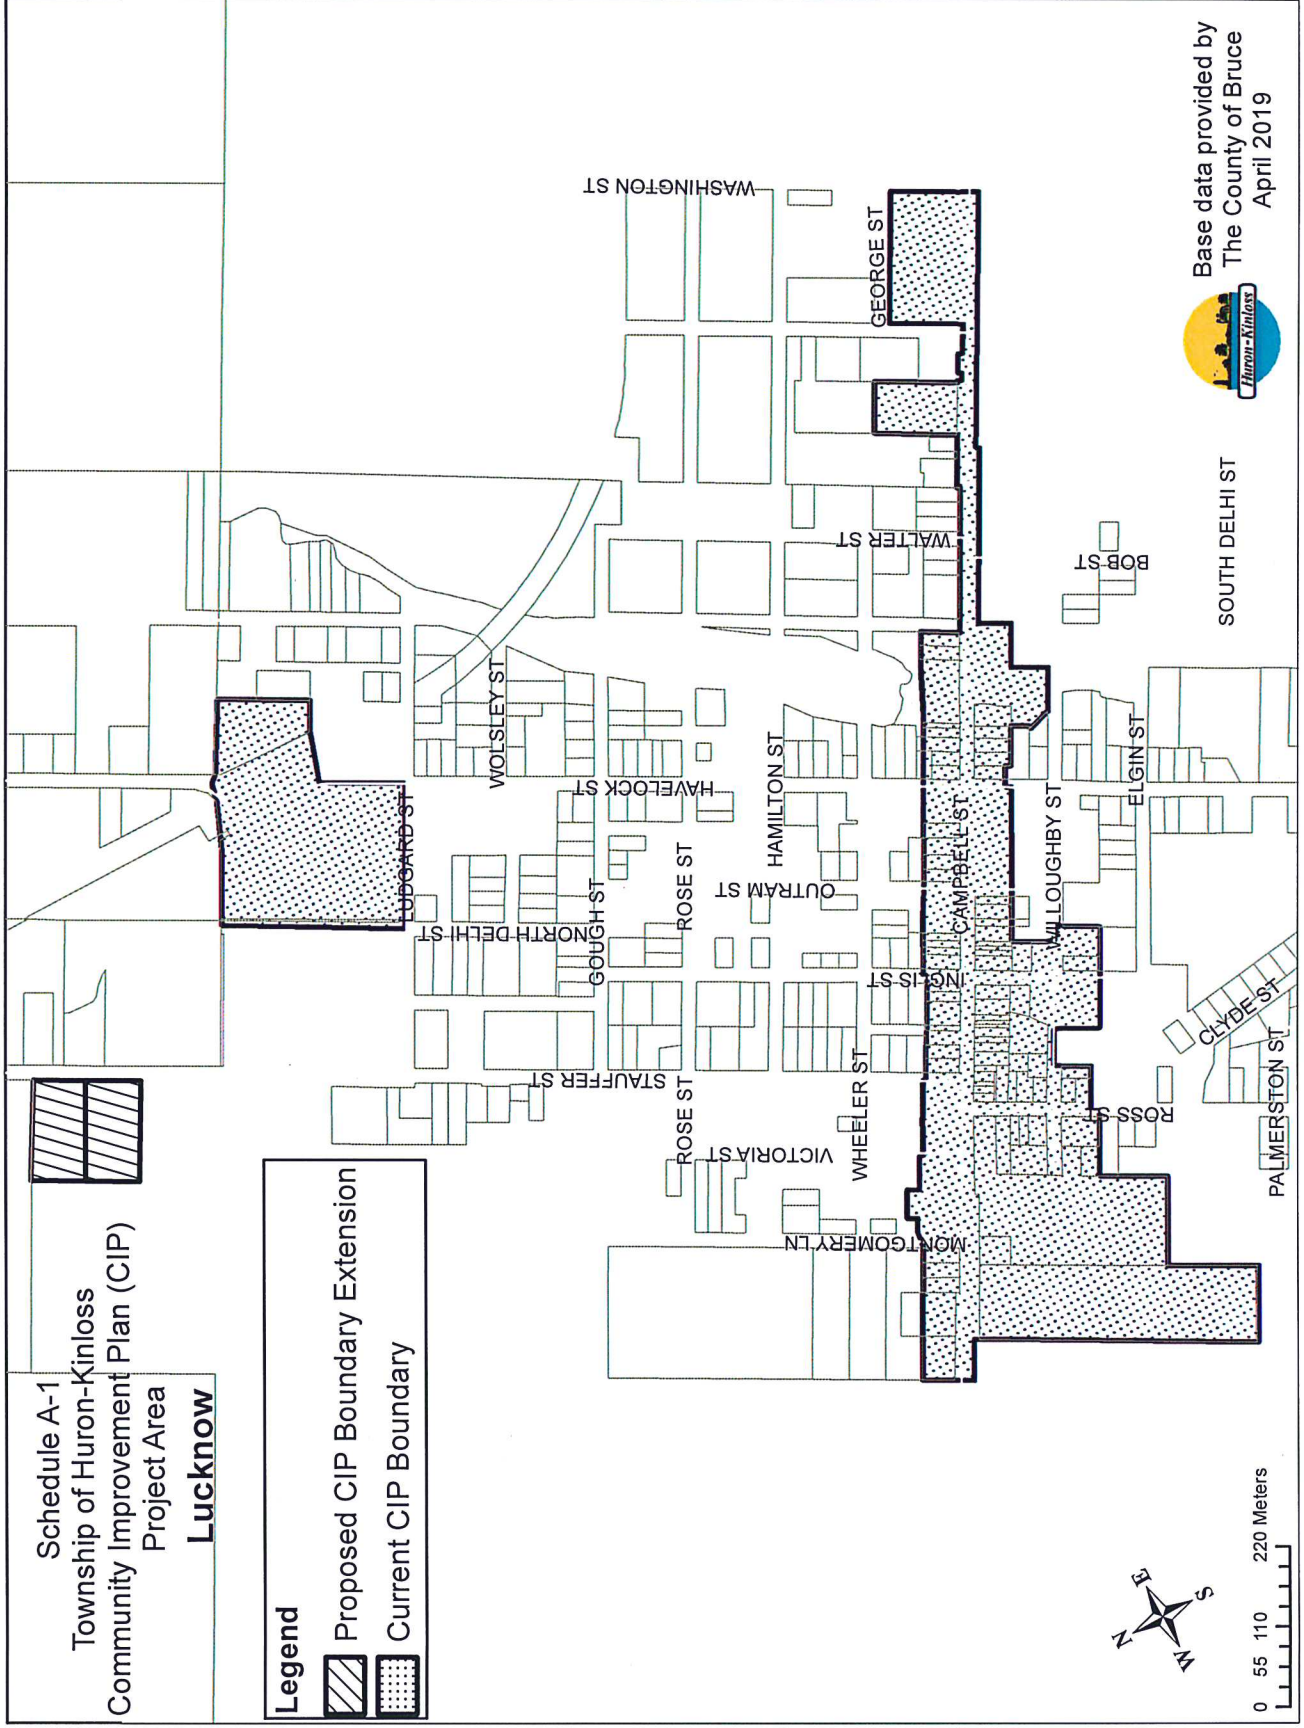 Schedule A-1
Township of Huron-Kinloss
Community Improvement Plan (CIP)
Project Area
Lucknow
Legend
Proposed CIP Boundary Extension
Current CIP Boundary
LUDGARD ST
WOLSLEY ST
NORTH DELHI ST
HAVELOCK ST
GOUGH ST
STAUFFER ST
ROSE ST
ROSE ST
OUTRAM ST
HAMILTON ST
VICTORIA ST
WHEELER ST
MONTGOMERY LN
INGLIS ST
CAMPBELL ST
WALTER ST
WASHINGTON ST
GEORGE ST
WILLOUGHBY ST
ROSS ST
ELGIN ST
BOB ST
CLYDE ST
PALMERSTON ST
SOUTH DELHI ST
N
E
S
W
0 55 110 220 Meters
Huron-Kinloss
Base data provided by
The County of Bruce
April 2019